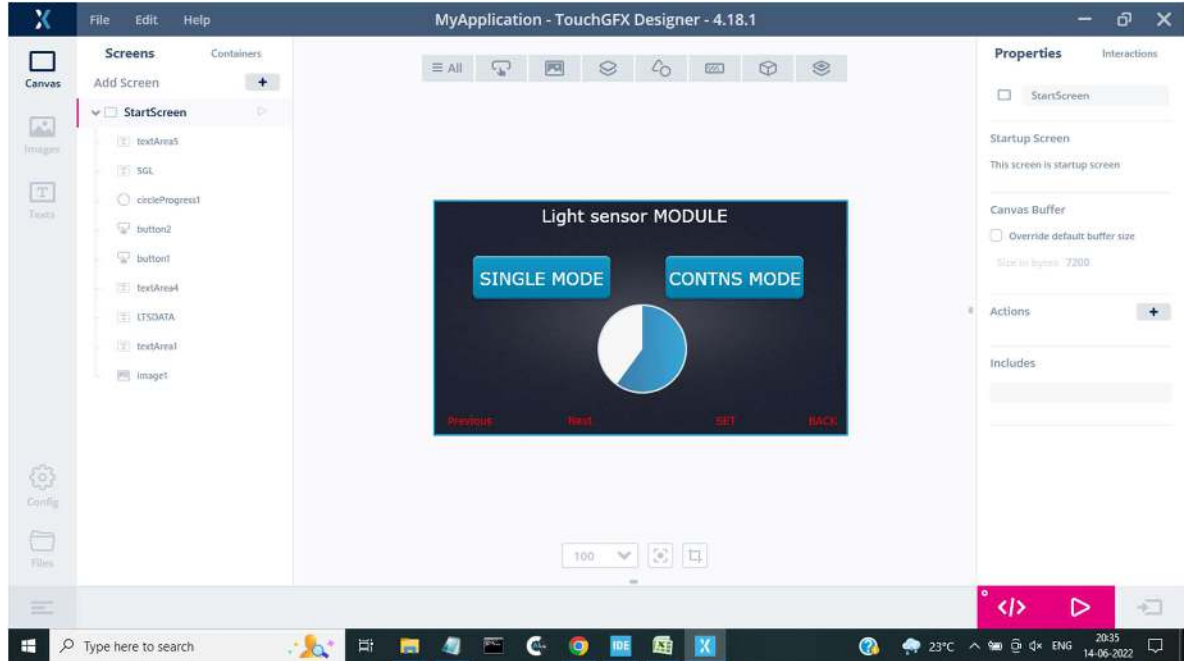 File Edit Help
MyApplication - TouchGFX Designer - 4.18.1
Canvas
Images
Texts
Config
Files
Screens Containers
Add Screen +
StartScreen
textArea5
SGL
circleProgress1
button2
button1
textArea4
LTSDATA
textArea1
image1
All
Light sensor MODULE
SINGLE MODE CONTNS MODE
Previous Next SET BACK
100
Properties Interactions
StartScreen
Startup Screen
This screen is startup screen
Canvas Buffer
Override default buffer size
Size in bytes 7200
Actions +
Includes
Type here to search
IDE
23°C ENG
20:35
14-06-2022